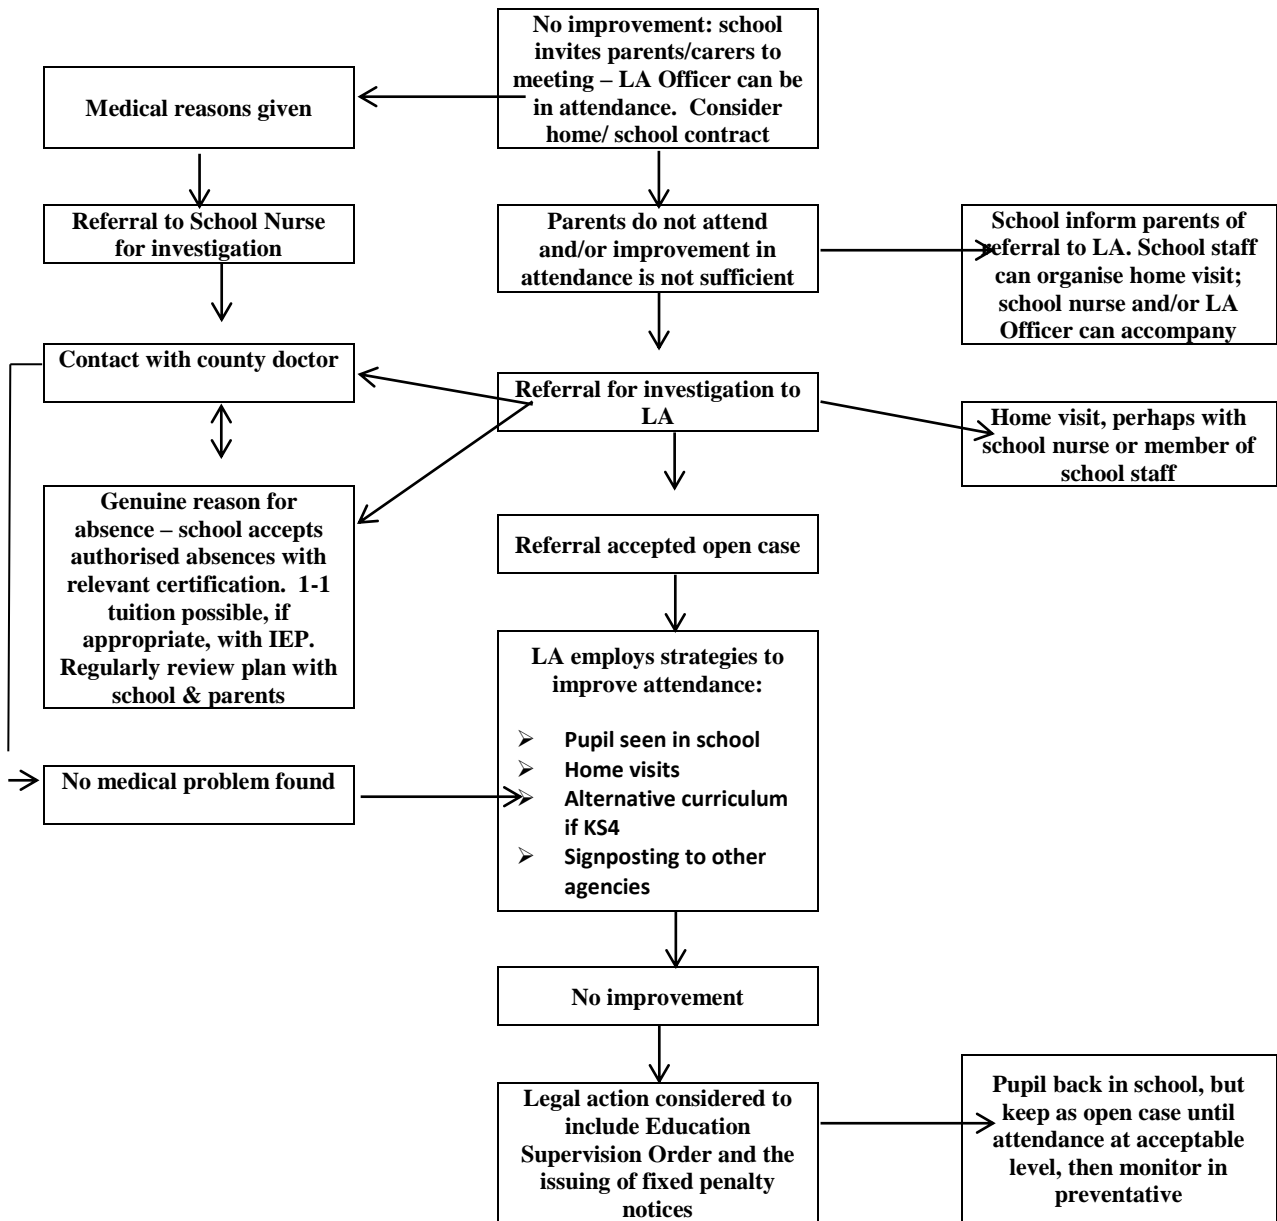 No improvement: school
invites parents/carers to
meeting – LA Officer can be
in attendance.  Consider
home/ school contract
Medical reasons given
Referral to School Nurse
for investigation
Parents do not attend
and/or improvement in
attendance is not sufficient
School inform parents of
referral to LA. School staff
can organise home visit;
school nurse and/or LA
Officer can accompany
Contact with county doctor
Referral for investigation to
LA
Home visit, perhaps with
school nurse or member of
school staff
Genuine reason for
absence – school accepts
authorised absences with
relevant certification.  1-1
tuition possible, if
appropriate, with IEP.
Regularly review plan with
school & parents
Referral accepted open case
LA employs strategies to
improve attendance:
➢ Pupil seen in school
➢ Home visits
➢ Alternative curriculum
if KS4
➢ Signposting to other
agencies
No medical problem found
No improvement
Legal action considered to
include Education
Supervision Order and the
issuing of fixed penalty
notices
Pupil back in school, but
keep as open case until
attendance at acceptable
level, then monitor in
preventative